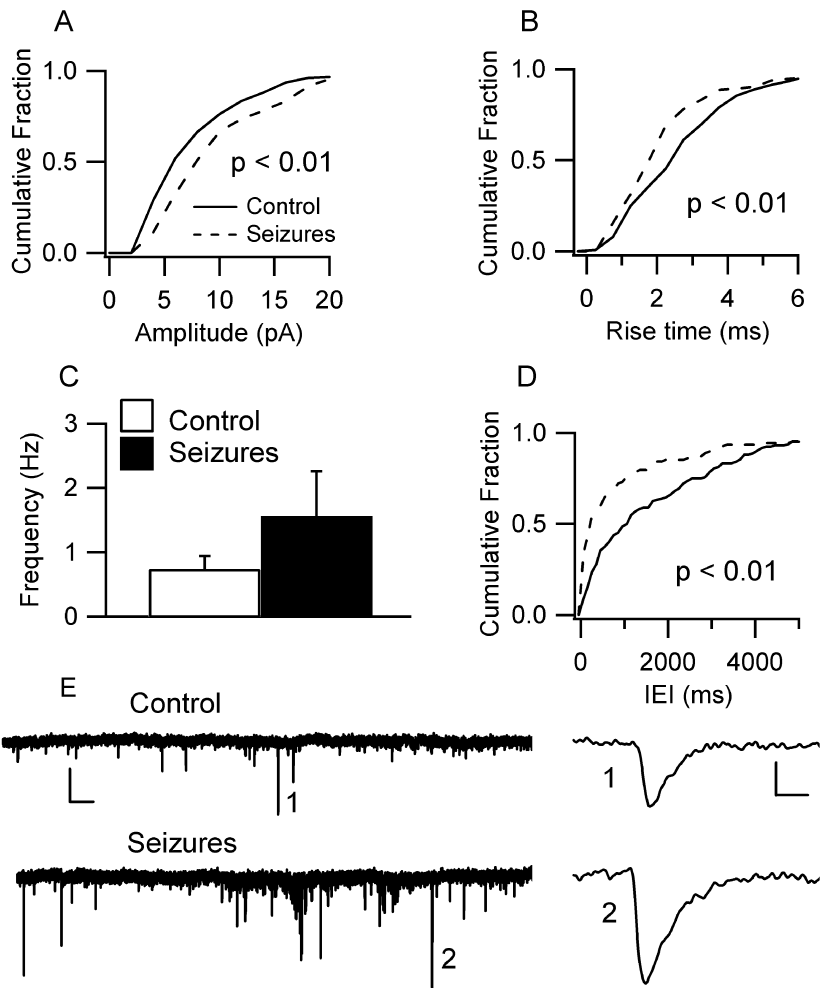 A
Cumulative Fraction
1.0
0.5
0.0
p < 0.01
Control
Seizures
0 5 10 15 20
Amplitude (pA)
B
Cumulative Fraction
1.0
0.5
0.0
p < 0.01
0 2 4 6
Rise time (ms)
C
Frequency (Hz)
3
2
1
0
Control
Seizures
D
Cumulative Fraction
1.0
0.5
0.0
p < 0.01
0 2000 4000
IEI (ms)
E
Control
1
1
Seizures
2
2